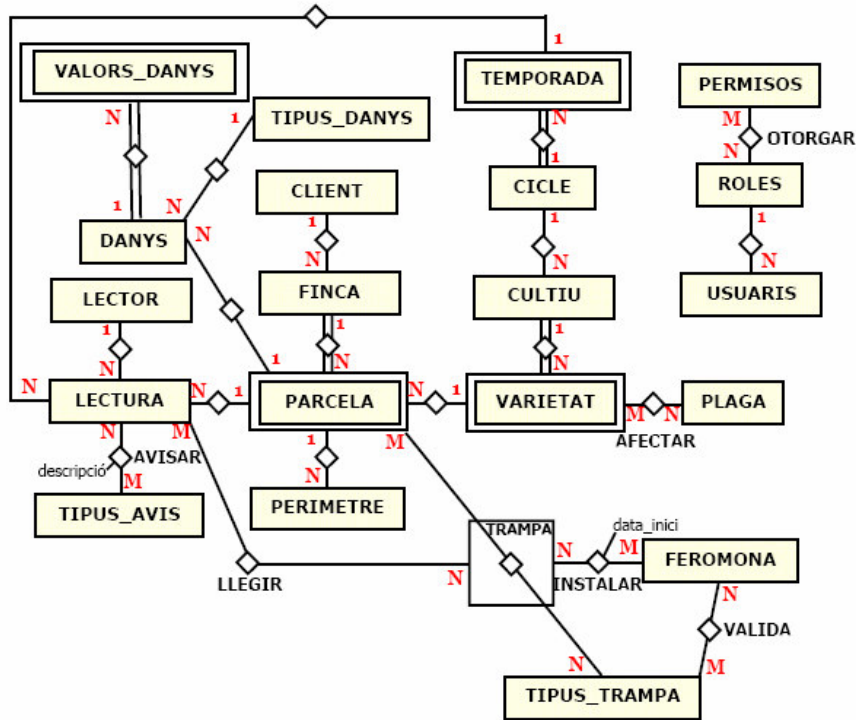 1
VALORS_DANYS
TEMPORADA
PERMISOS
N
1
TIPUS_DANYS
N
M
OTORGAR
N
CLIENT
1
CICLE
ROLES
1
1
1
1
N
DANYS
N
N
N
N
LECTOR
FINCA
CULTIU
USUARIS
1
1
1
N
1
N
N
N
LECTURA
N
1
PARCELA
N
1
VARIETAT
M
N
PLAGA
N
M
1
M
AFECTAR
descripció
AVISAR
M
N
TIPUS_AVIS
PERIMETRE
TRAMPA
data_inici
N
M
FEROMONA
LLEGIR
N
INSTALAR
N
VALIDA
N
M
TIPUS_TRAMPA